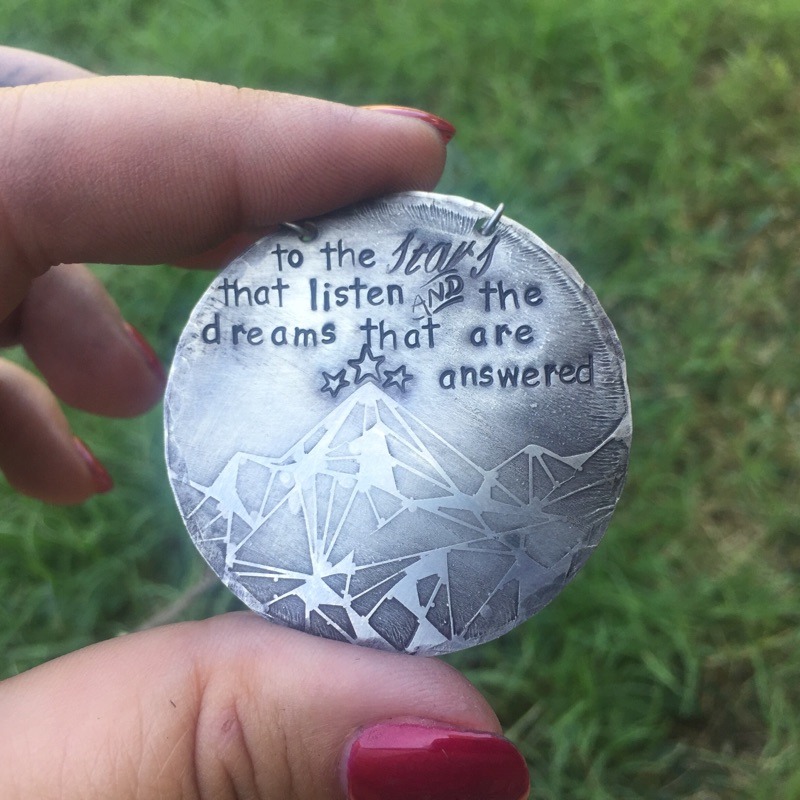 to the Stars
that listen AND the
dreams that are
answered